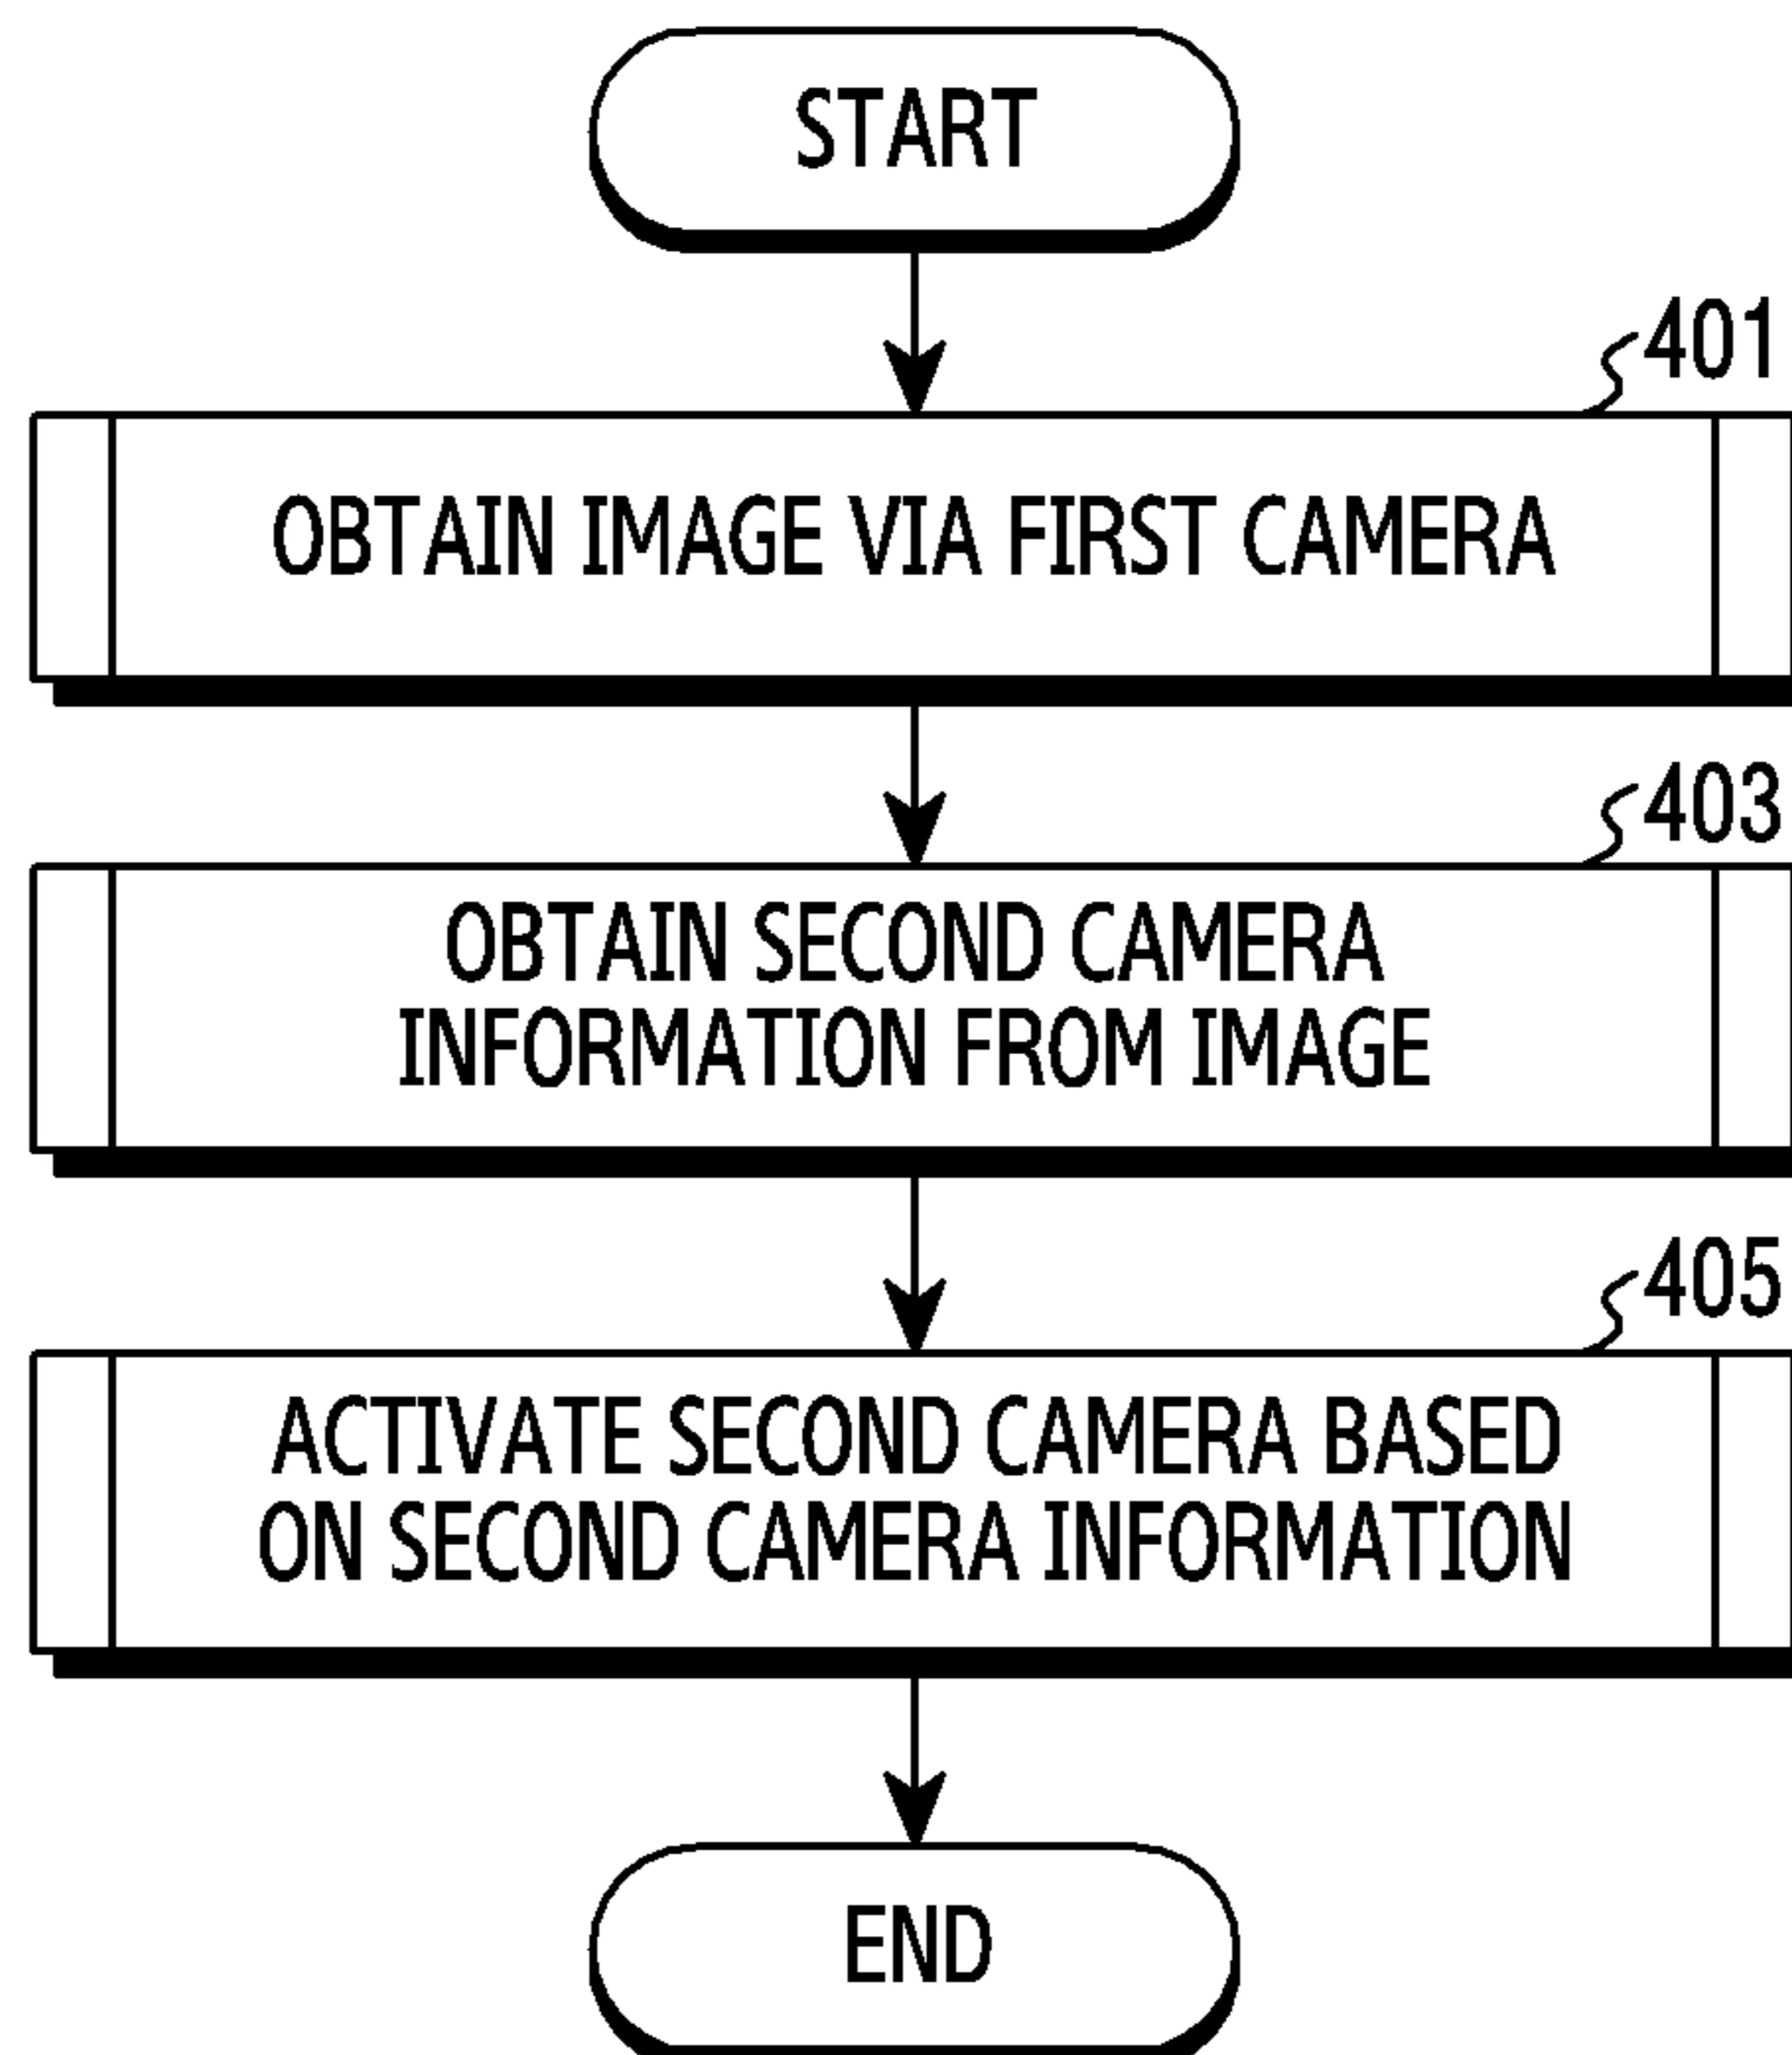 START
401
OBTAIN IMAGE VIA FIRST CAMERA
403
OBTAIN SECOND CAMERA
INFORMATION FROM IMAGE
405
ACTIVATE SECOND CAMERA BASED
ON SECOND CAMERA INFORMATION
END